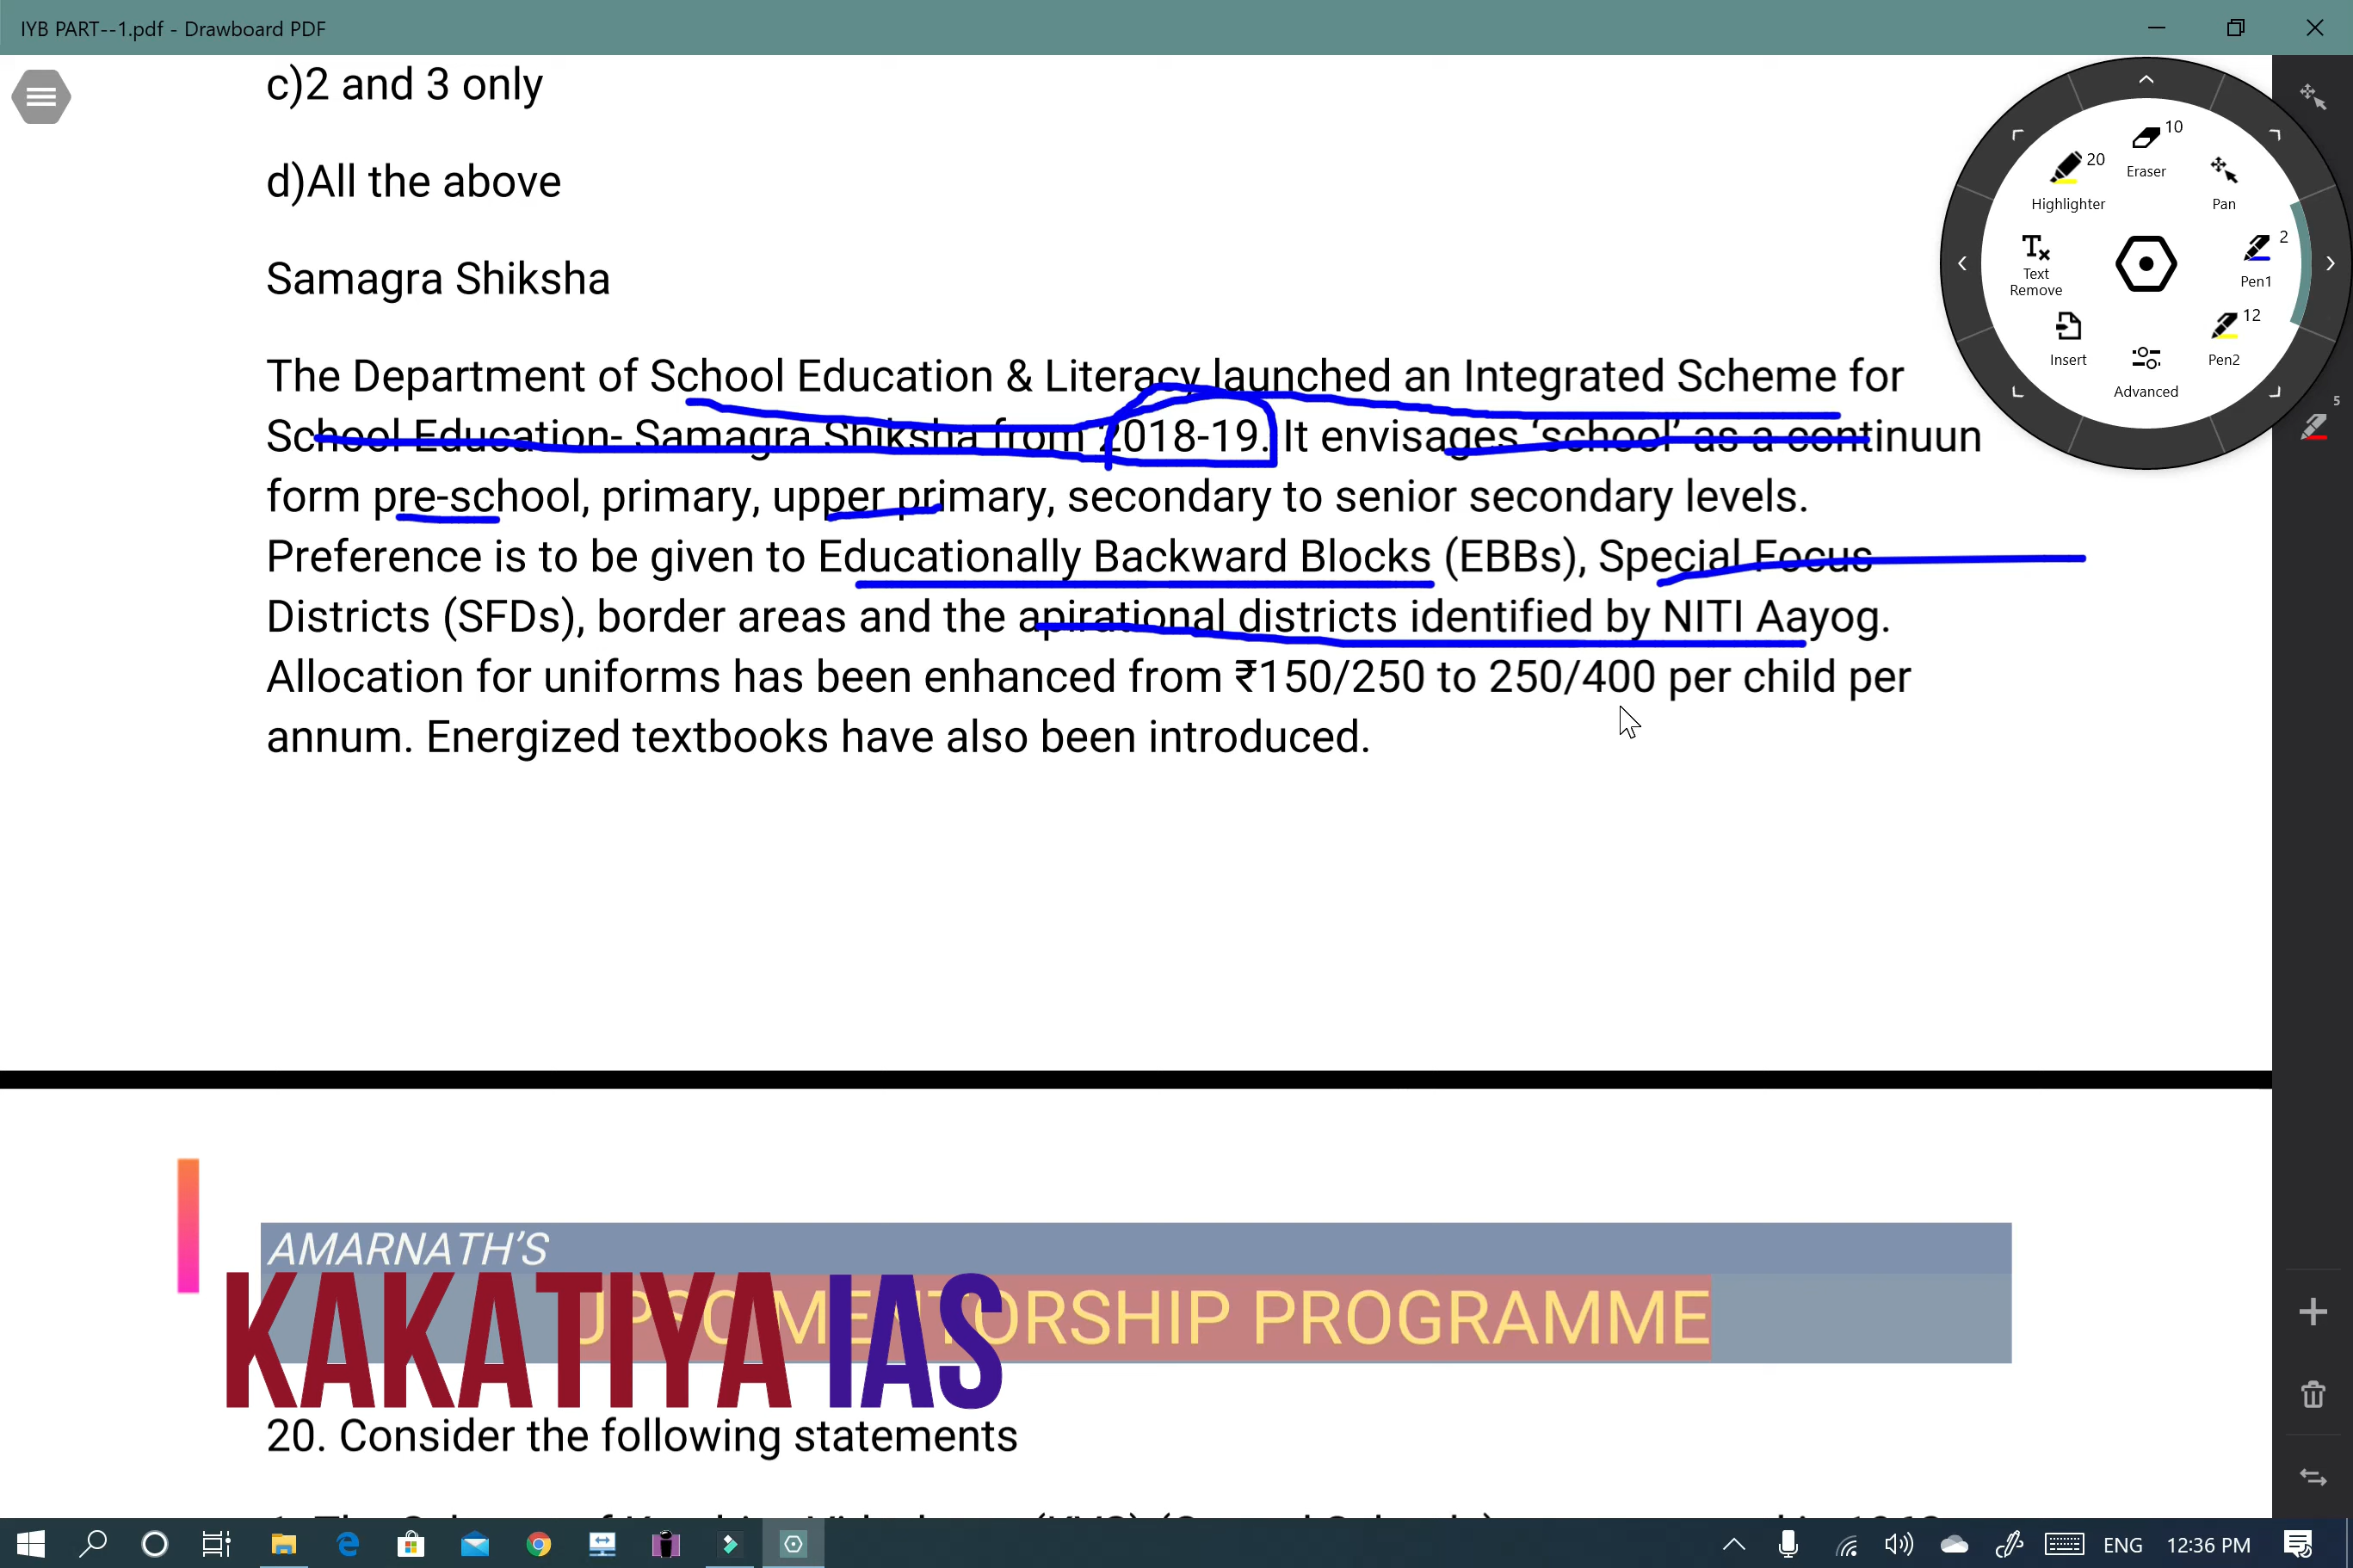 IYB PART--1.pdf - Drawboard PDF
c)2 and 3 only
d)All the above
Samagra Shiksha
The Department of School Education & Literacy launched an Integrated Scheme for
School Education- Samagra Shiksha from 2018-19. It envisages ‘school’ as a continuun
form pre-school, primary, upper primary, secondary to senior secondary levels.
Preference is to be given to Educationally Backward Blocks (EBBs), Special Focus
Districts (SFDs), border areas and the apirational districts identified by NITI Aayog.
Allocation for uniforms has been enhanced from ₹150/250 to 250/400 per child per
annum. Energized textbooks have also been introduced.
10
Eraser
20
Highlighter
Pan
Text
Remove
2
Pen1
Insert
12
Pen2
Advanced
5
AMARNATH’S
UPSC MENTORSHIP PROGRAMME
KAKATIYA IAS
20. Consider the following statements
ENG
12:36 PM